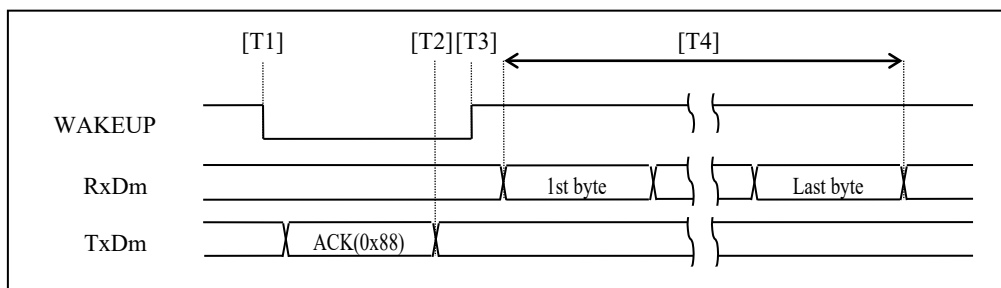 [T1] [T2] [T3] [T4]
WAKEUP
RxDm 1st byte Last byte
TxDm ACK(0x88)